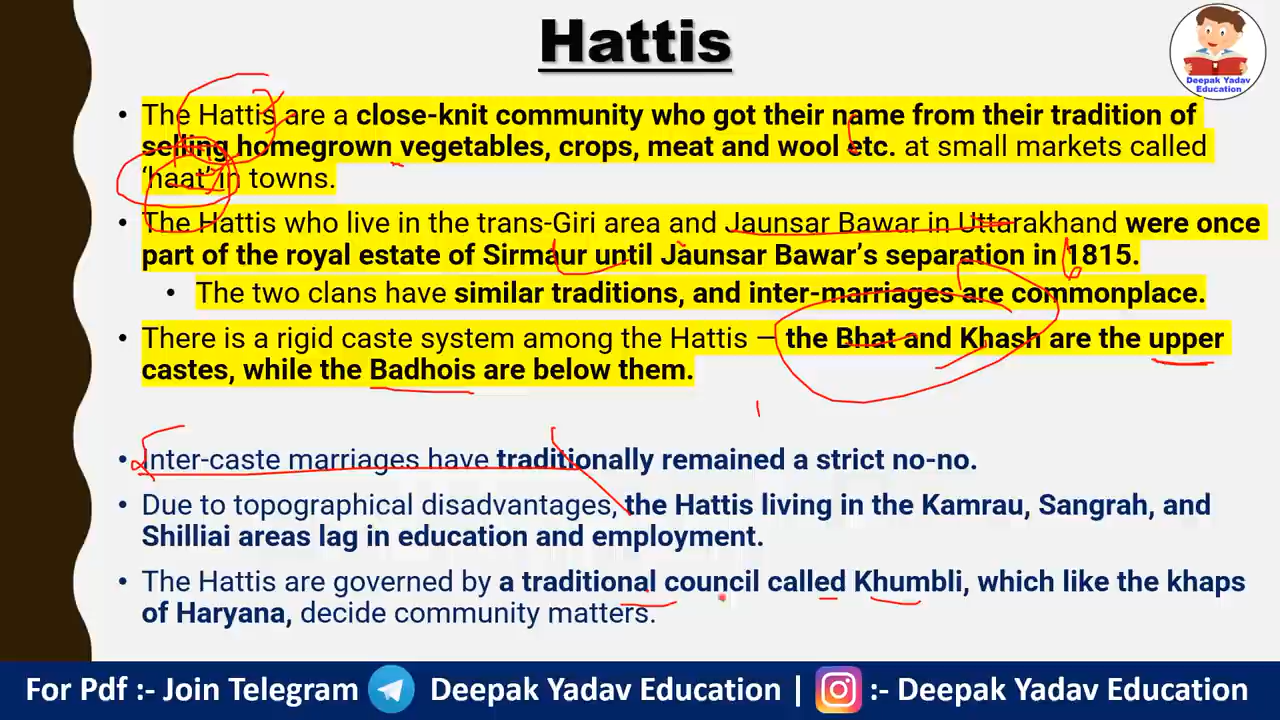 Hattis
Deepak Yadav
Education
• The Hattis are a close-knit community who got their name from their tradition of
selling homegrown vegetables, crops, meat and wool etc. at small markets called
‘haat’ in towns.
• The Hattis who live in the trans-Giri area and Jaunsar Bawar in Uttarakhand were once
part of the royal estate of Sirmaur until Jaunsar Bawar’s separation in 1815.
• The two clans have similar traditions, and inter-marriages are commonplace.
• There is a rigid caste system among the Hattis — the Bhat and Khash are the upper
castes, while the Badhois are below them.
• Inter-caste marriages have traditionally remained a strict no-no.
• Due to topographical disadvantages, the Hattis living in the Kamrau, Sangrah, and
Shilliai areas lag in education and employment.
• The Hattis are governed by a traditional council called Khumbli, which like the khaps
of Haryana, decide community matters.
For Pdf :- Join Telegram Deepak Yadav Education | :- Deepak Yadav Education